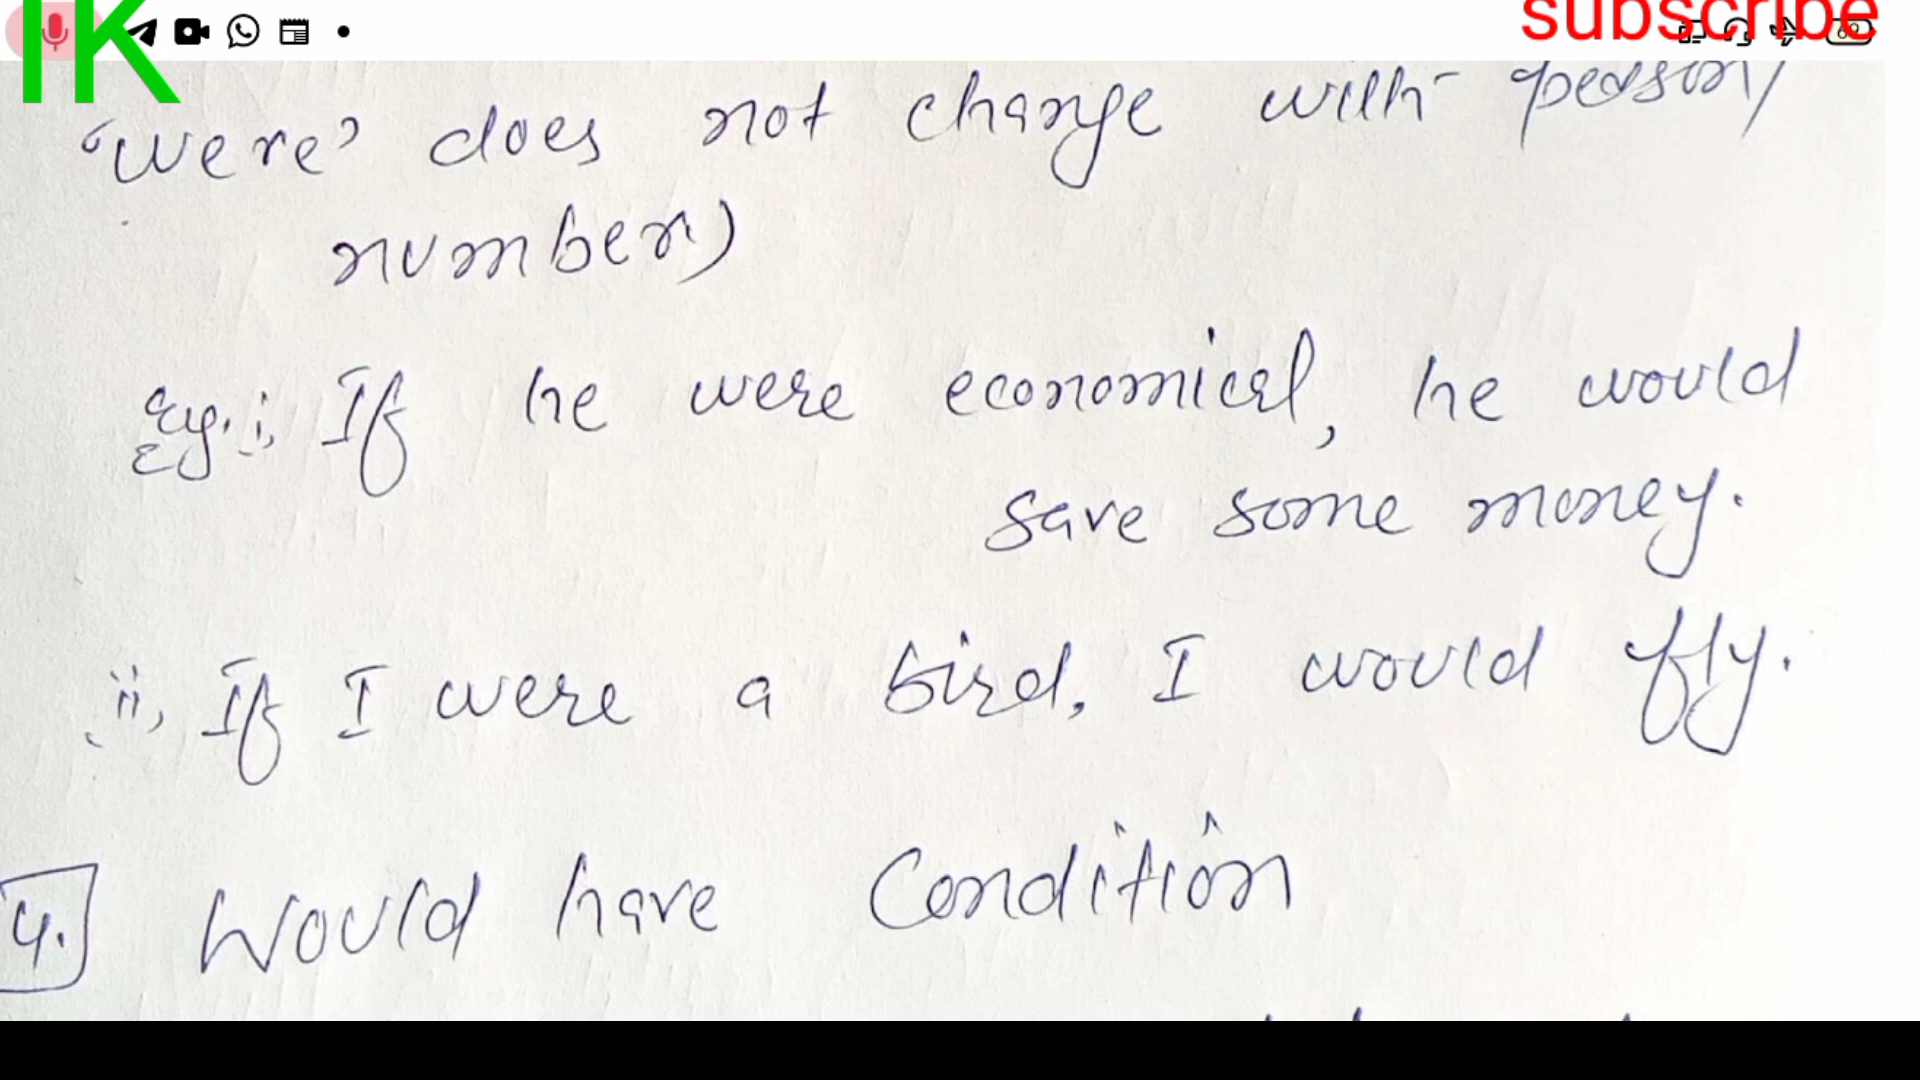 IK
subscribe
'were' does not change with person/
number)
Eg. i, If he were economical, he would
save some money.
ii, If I were a bird, I would fly.
4. Would have Condition